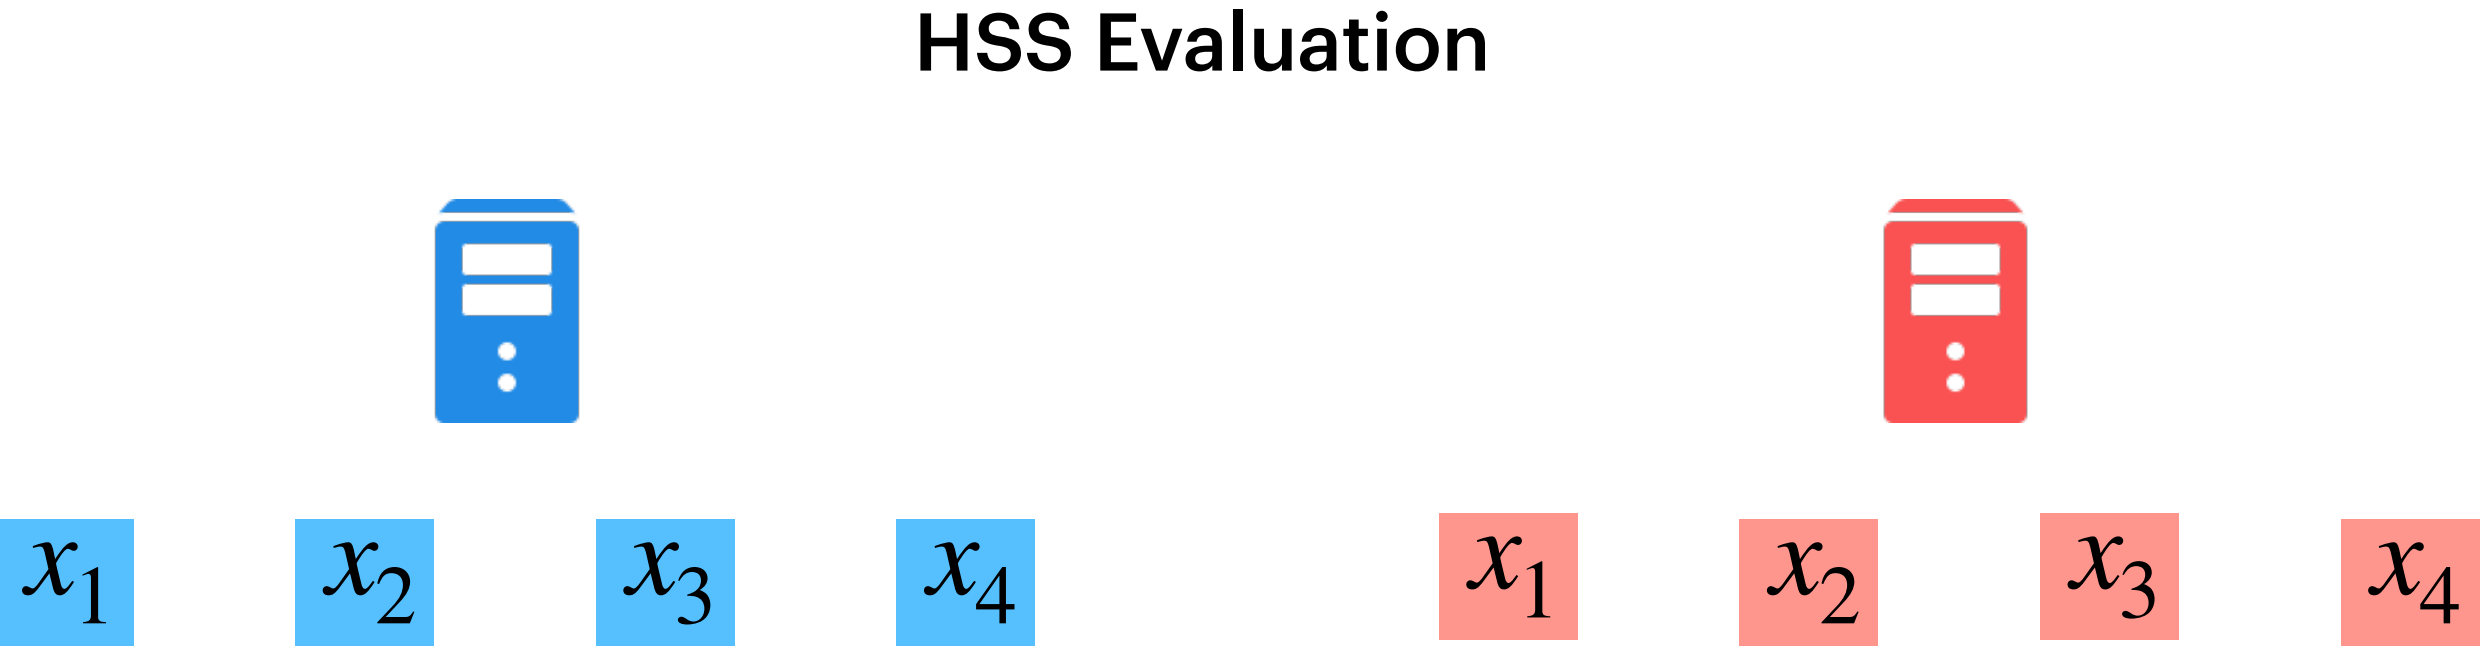 HSS Evaluation
x₁ x₂ x₃ x₄ x₁ x₂ x₃ x₄